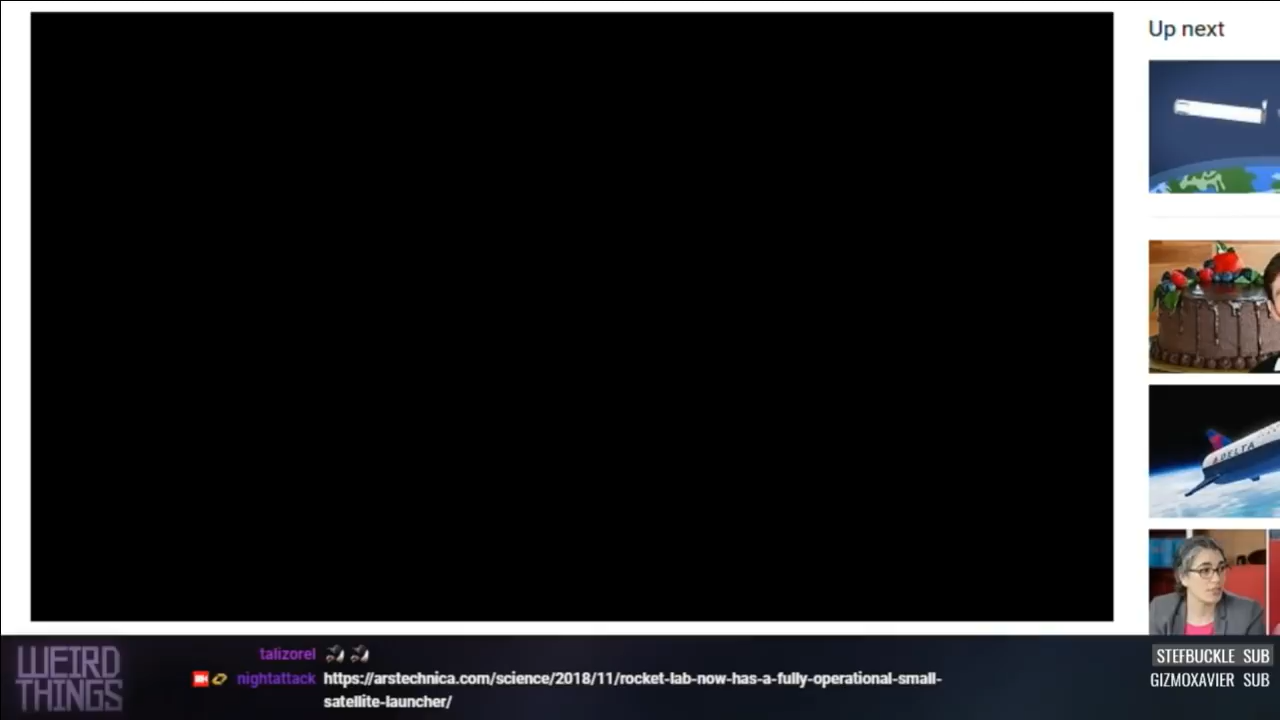 Up next
DELTA
WEIRD
THINGS
talizorel
nightattack https://arstechnica.com/science/2018/11/rocket-lab-now-has-a-fully-operational-small-
satellite-launcher/
STEFBUCKLE SUB
GIZMOXAVIER SUB